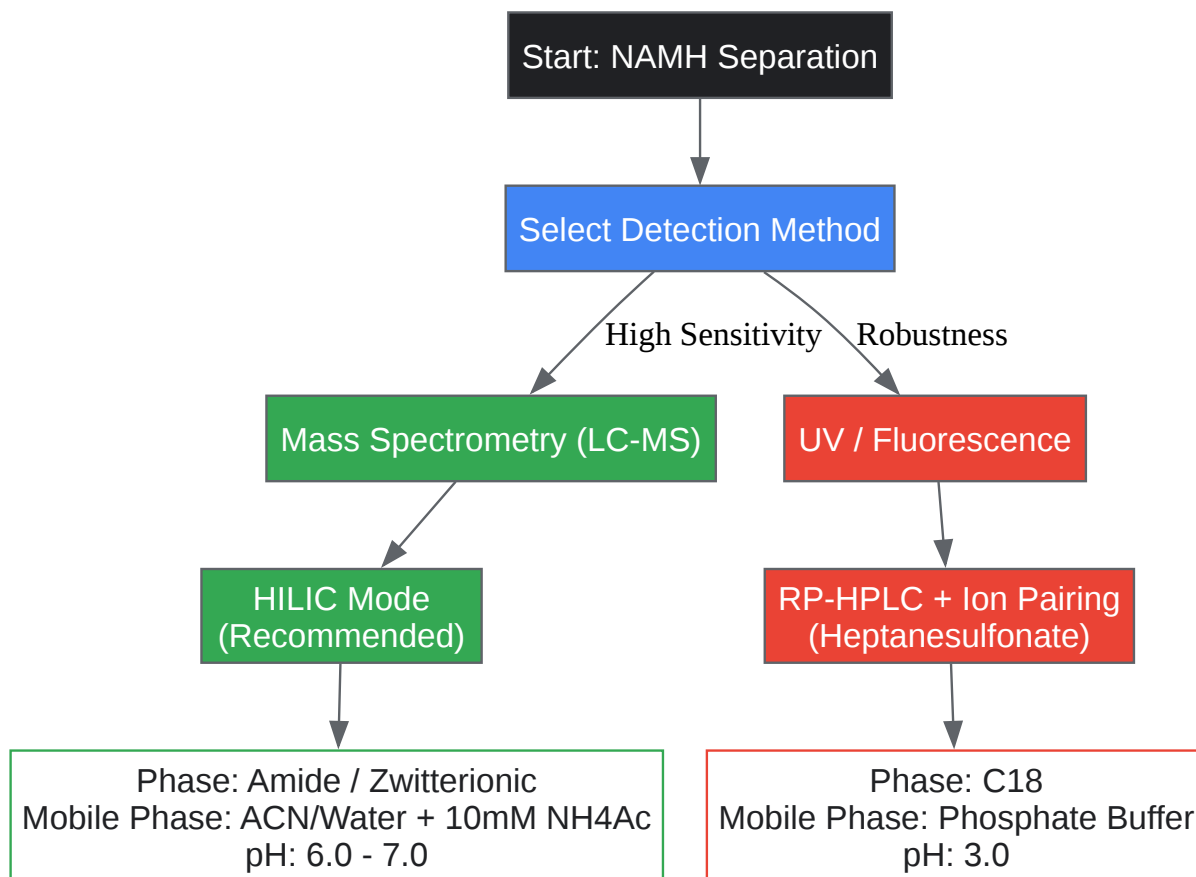 Start: NAMH Separation
Select Detection Method
High Sensitivity
Robustness
Mass Spectrometry (LC-MS)
UV / Fluorescence
HILIC Mode
(Recommended)
RP-HPLC + Ion Pairing
(Heptanesulfonate)
Phase: Amide / Zwitterionic
Mobile Phase: ACN/Water + 10mM NH4Ac
pH: 6.0 - 7.0
Phase: C18
Mobile Phase: Phosphate Buffer
pH: 3.0